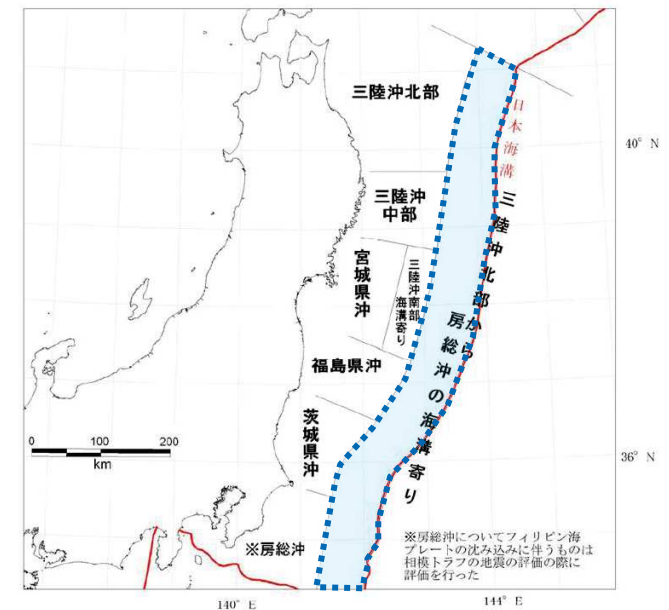 三陸沖北部
日本海溝
40° N
三陸沖
中部
三陸沖北部から
房総沖の海溝寄り
宮城県沖
三陸沖南部
海溝寄り
福島県沖
茨城県沖
0 100 200
km
36° N
※房総沖
※房総沖についてフィリピン海
プレートの沈み込みに伴うものは
相模トラフの地震の評価の際に
評価を行った
140° E
144° E